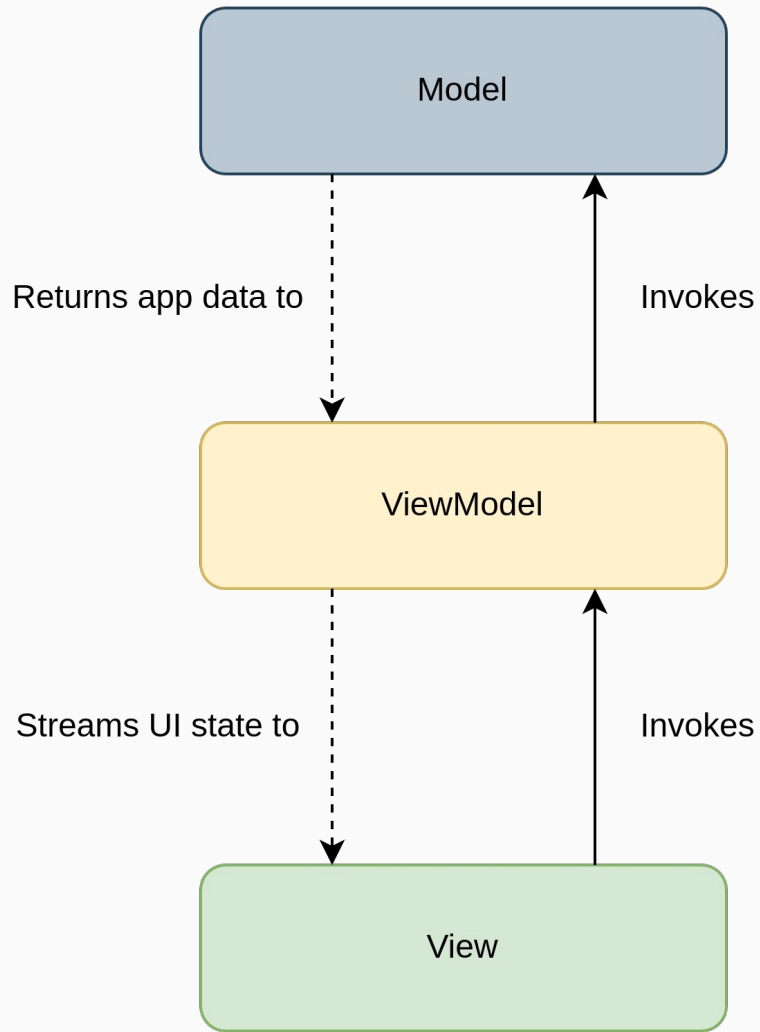 Model
Returns app data to
Invokes
ViewModel
Streams UI state to
Invokes
View